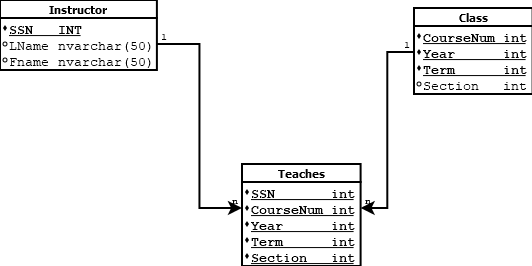 Instructor
SSN INT
LName nvarchar(50)
Fname nvarchar(50)
1
Class
CourseNum int
Year int
Term int
Section int
1
Teaches
SSN int
CourseNum int
Year int
Term int
Section int
n
n